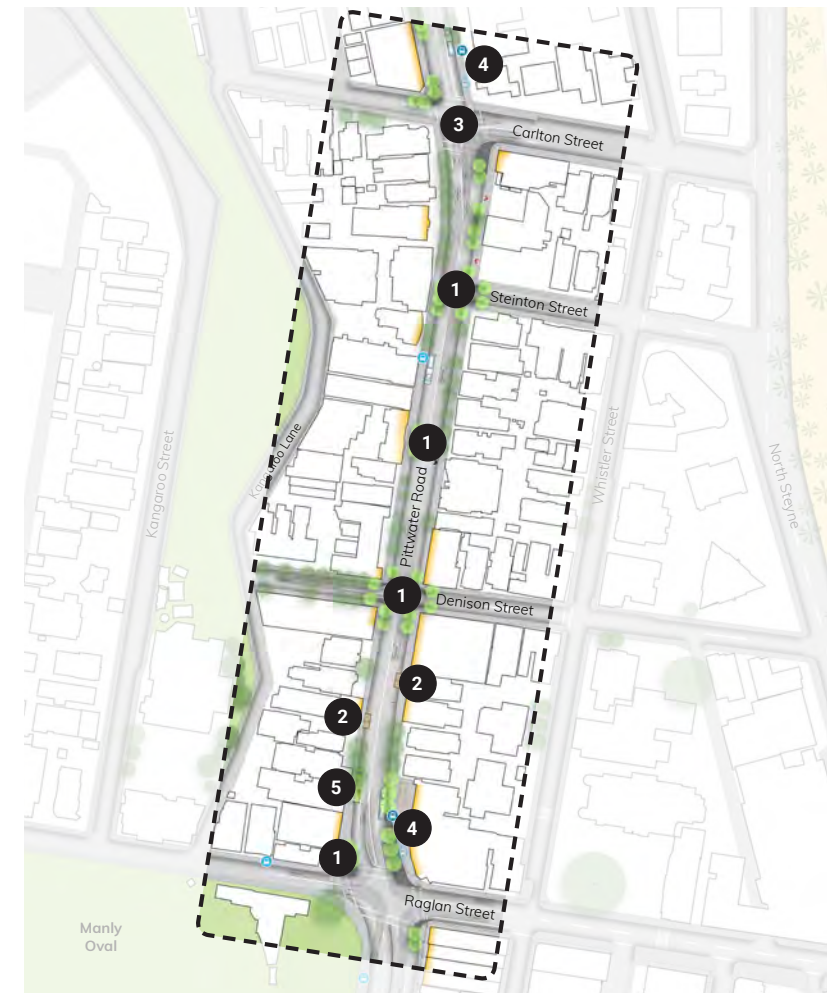 4
3
Carlton Street
1
Steinton Street
Kangaroo Lane
Kangaroo Street
1
Pittwater Road
Whistler Street
North Steyne
1
Denison Street
2
2
5
4
1
Raglan Street
Manly
Oval